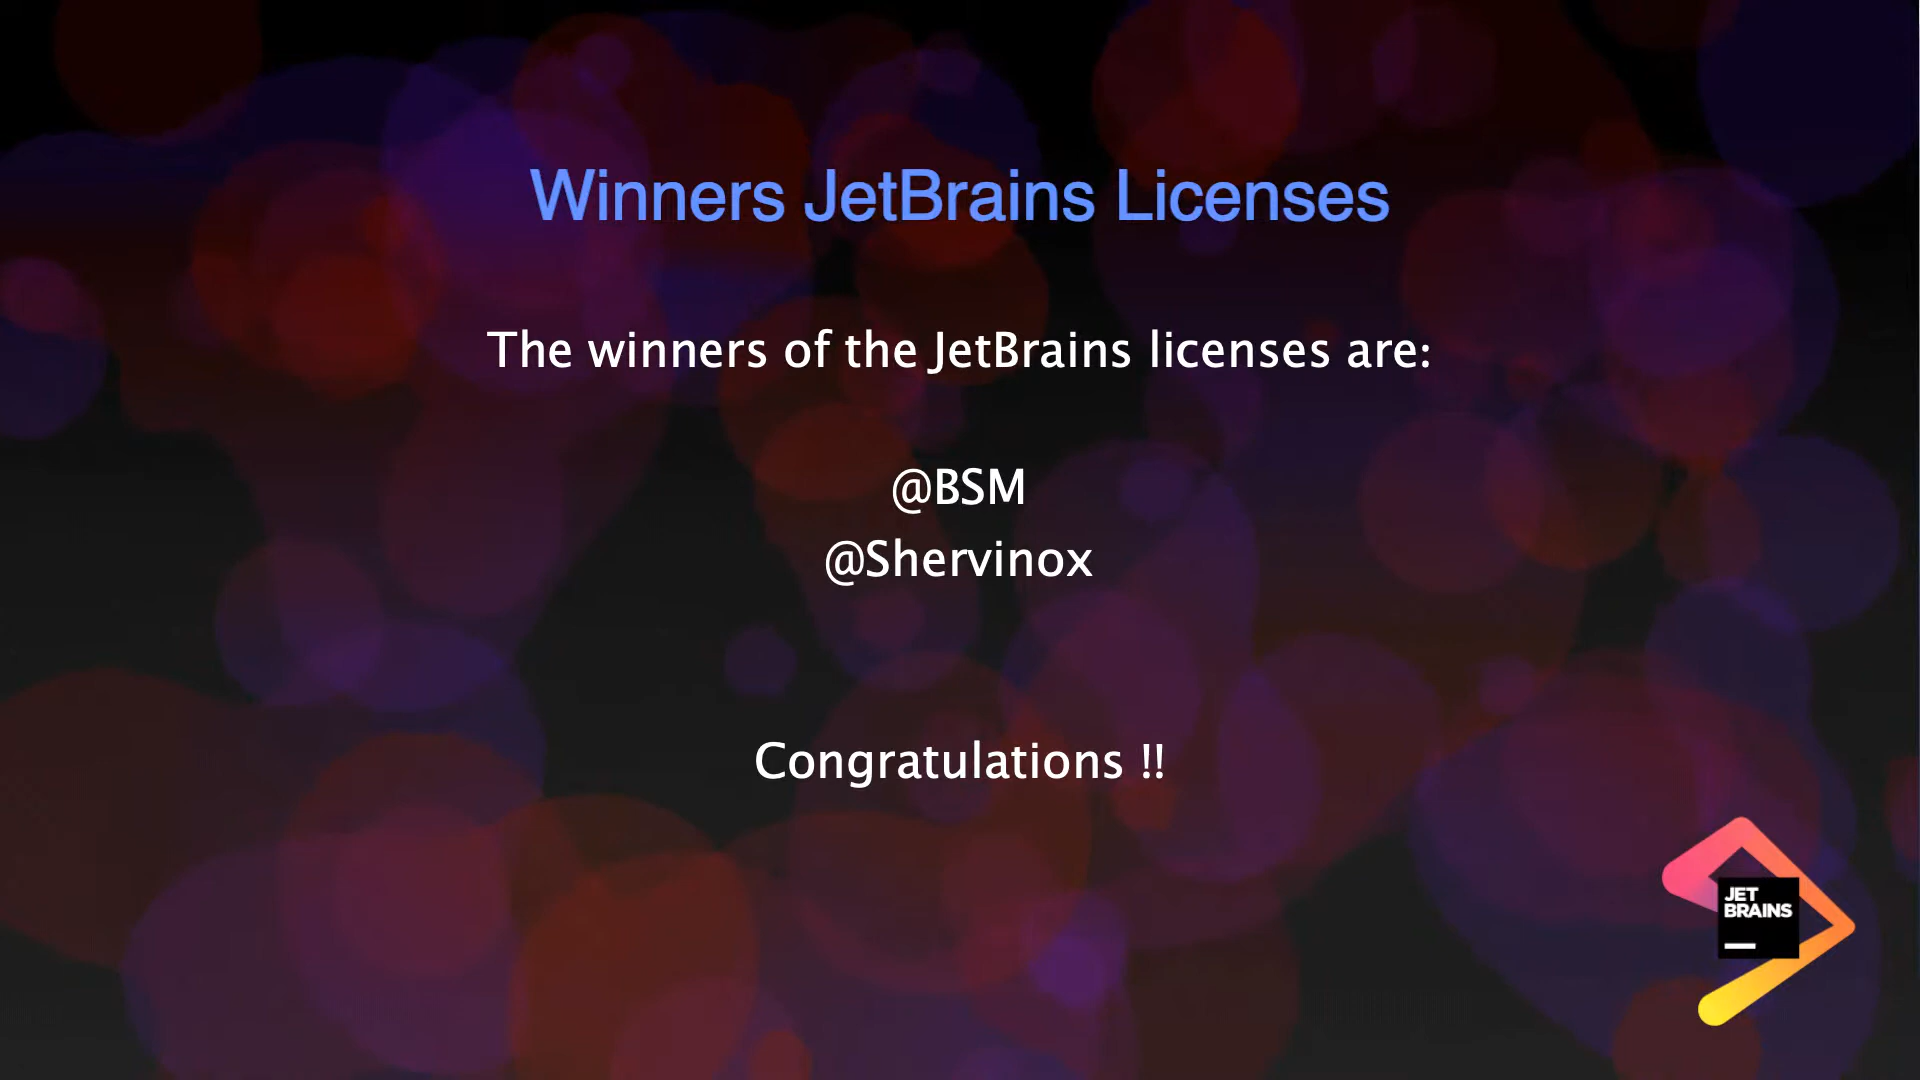 Winners JetBrains Licenses
The winners of the JetBrains licenses are:
@BSM
@Shervinox
Congratulations !!
JET
BRAINS